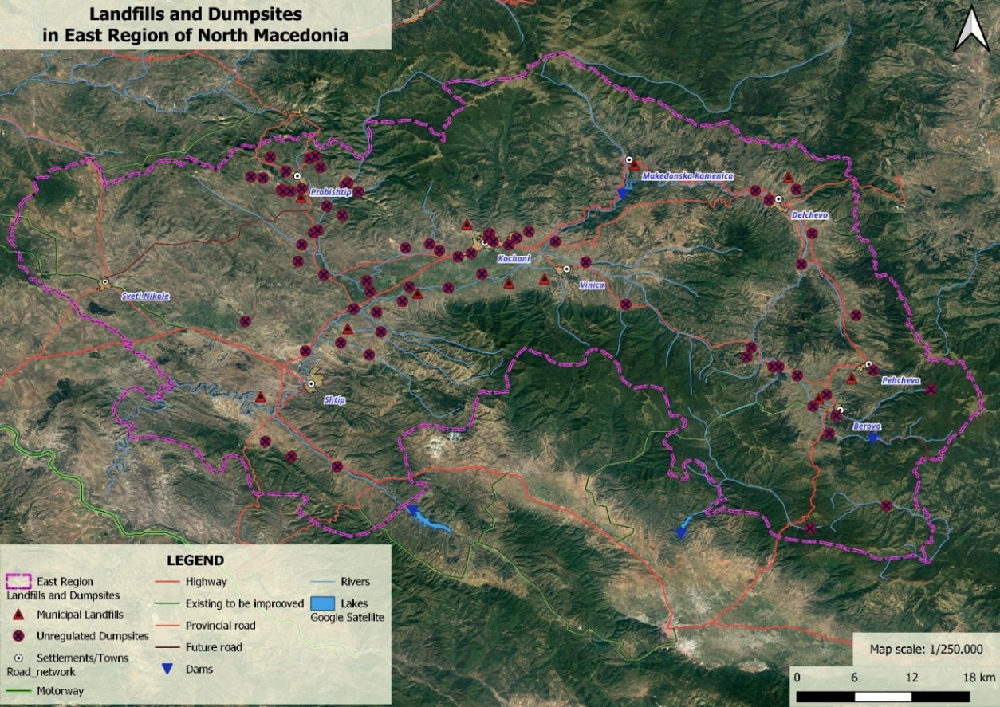 Landfills and Dumpsites
in East Region of North Macedonia
Makedonska Kamenica
Probishtip
Delchevo
Kochani
Vinica
Sveti Nikole
Pehchevo
Shtip
Berovo
LEGEND
East Region
Landfills and Dumpsites
Municipal Landfills
Unregulated Dumpsites
Settlements/Towns
Road_network
Motorway
Highway
Existing to be improoved
Provincial road
Future road
Dams
Rivers
Lakes
Google Satellite
Map scale: 1/250.000
0 6 12 18 km